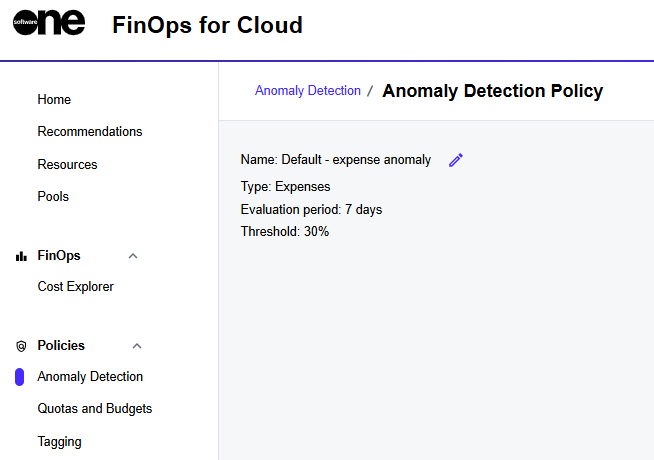 software one
FinOps for Cloud
Home
Recommendations
Resources
Pools
FinOps
Cost Explorer
Policies
Anomaly Detection
Quotas and Budgets
Tagging
Anomaly Detection / Anomaly Detection Policy
Name: Default - expense anomaly
Type: Expenses
Evaluation period: 7 days
Threshold: 30%